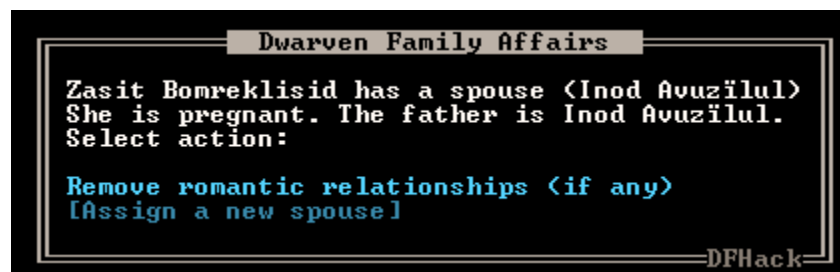 Dwarven Family Affairs
Zasit Bomreklisid has a spouse (Inod Avuzïlul)
She is pregnant. The father is Inod Avuzïlul.
Select action:
Remove romantic relationships (if any)
[Assign a new spouse]
DFHack